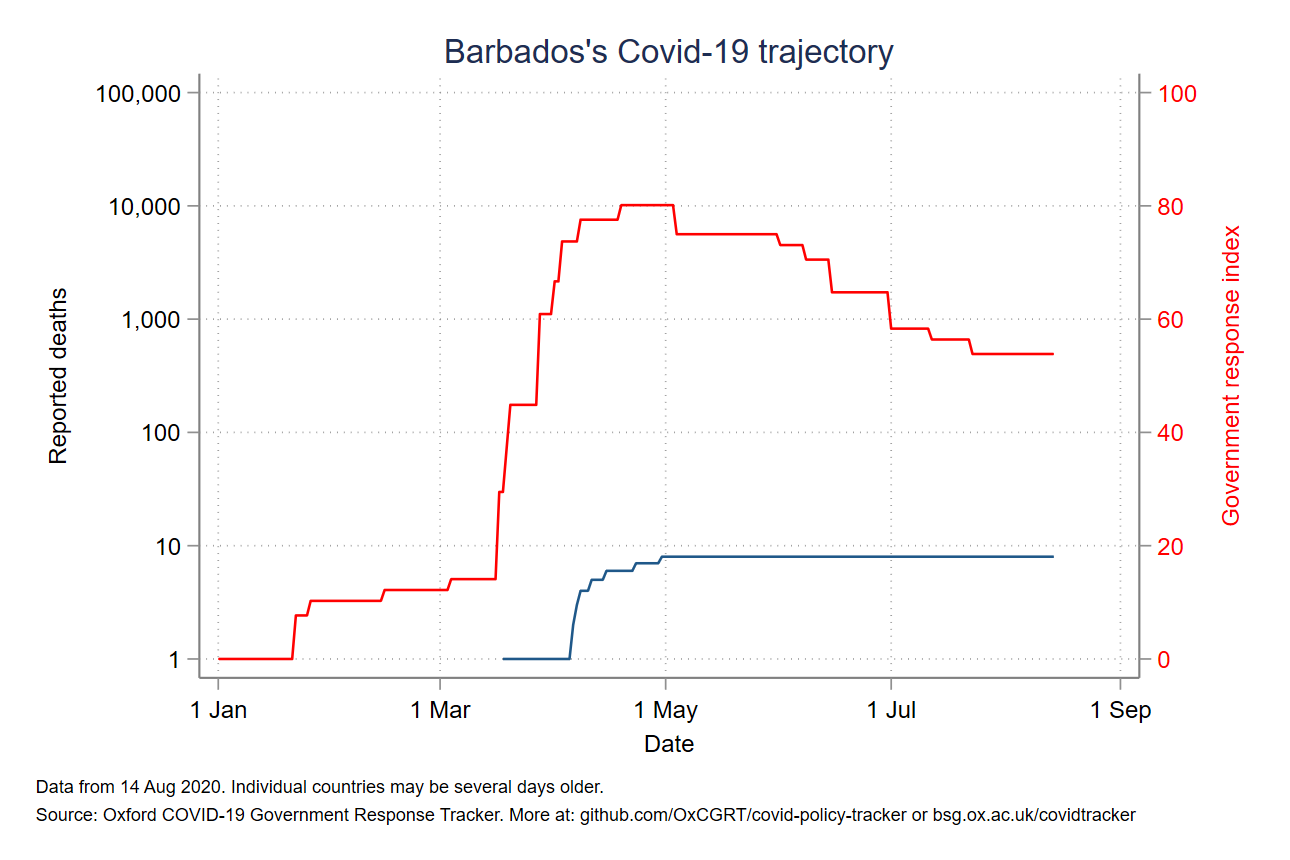 Barbados's Covid-19 trajectory
100,000
10,000
1,000
100
10
1
Reported deaths
100
80
60
40
20
0
Government response index
1 Jan
1 Mar
1 May
1 Jul
1 Sep
Date
Data from 14 Aug 2020. Individual countries may be several days older.
Source: Oxford COVID-19 Government Response Tracker. More at: github.com/OxCGRT/covid-policy-tracker or bsg.ox.ac.uk/covidtracker